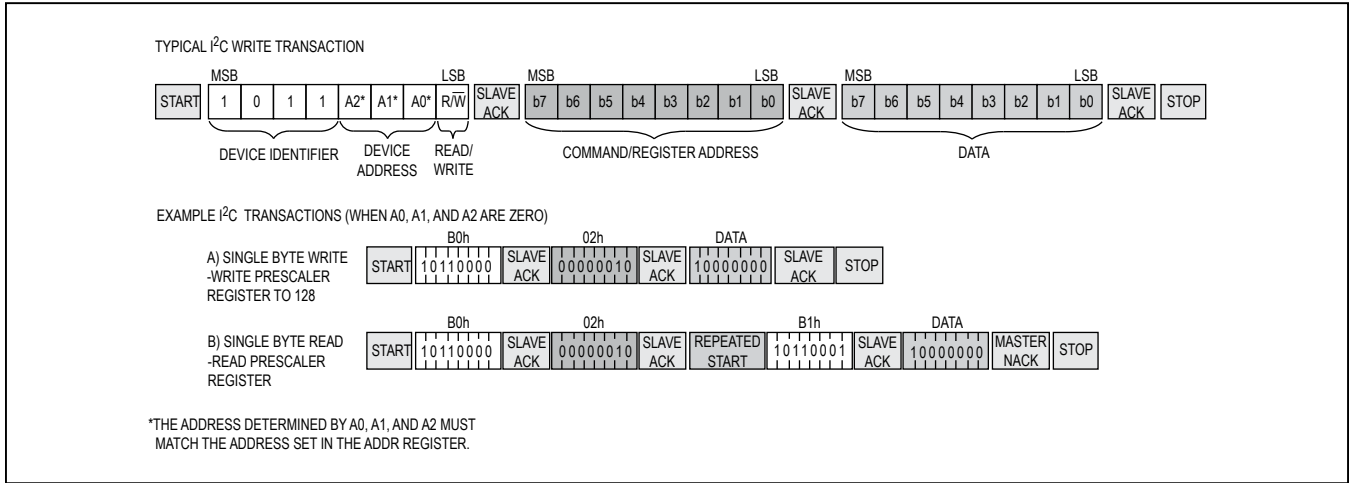 TYPICAL I2C WRITE TRANSACTION
MSB LSB MSB LSB MSB LSB
START 1 0 1 1 A2* A1* A0* R/W̅ SLAVE ACK b7 b6 b5 b4 b3 b2 b1 b0 SLAVE ACK b7 b6 b5 b4 b3 b2 b1 b0 SLAVE ACK STOP
DEVICE IDENTIFIER DEVICE ADDRESS READ/ WRITE COMMAND/REGISTER ADDRESS DATA
EXAMPLE I2C TRANSACTIONS (WHEN A0, A1, AND A2 ARE ZERO)
B0h 02h DATA
A) SINGLE BYTE WRITE
-WRITE PRESCALER
REGISTER TO 128
START 10110000 SLAVE ACK 00000010 SLAVE ACK 10000000 SLAVE ACK STOP
B0h 02h B1h DATA
B) SINGLE BYTE READ
-READ PRESCALER
REGISTER
START 10110000 SLAVE ACK 00000010 SLAVE ACK REPEATED START 10110001 SLAVE ACK 10000000 MASTER NACK STOP
*THE ADDRESS DETERMINED BY A0, A1, AND A2 MUST
MATCH THE ADDRESS SET IN THE ADDR REGISTER.